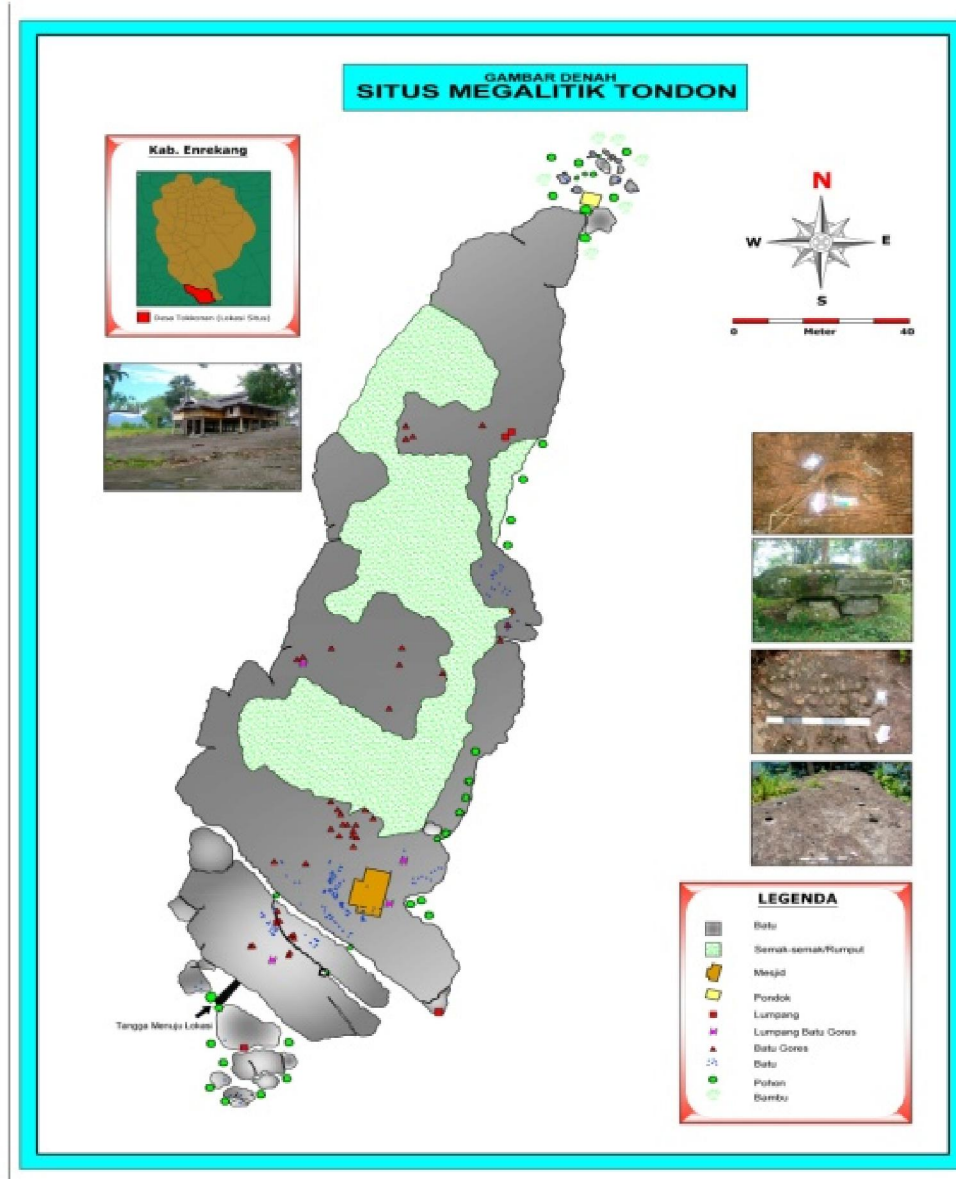 GAMBAR DENAH
SITUS MEGALITIK TONDON
Kab. Enrekang
Desa Tokkonan (Lokasi Situs)
N
W
E
S
0
Meter
40
Tangga Menuju Lokasi
LEGENDA
Batu
Semak-semak/Rumput
Mesjid
Pondok
Lumpang
Lumpang Batu Gores
Batu Gores
Batu
Pohon
Bambu